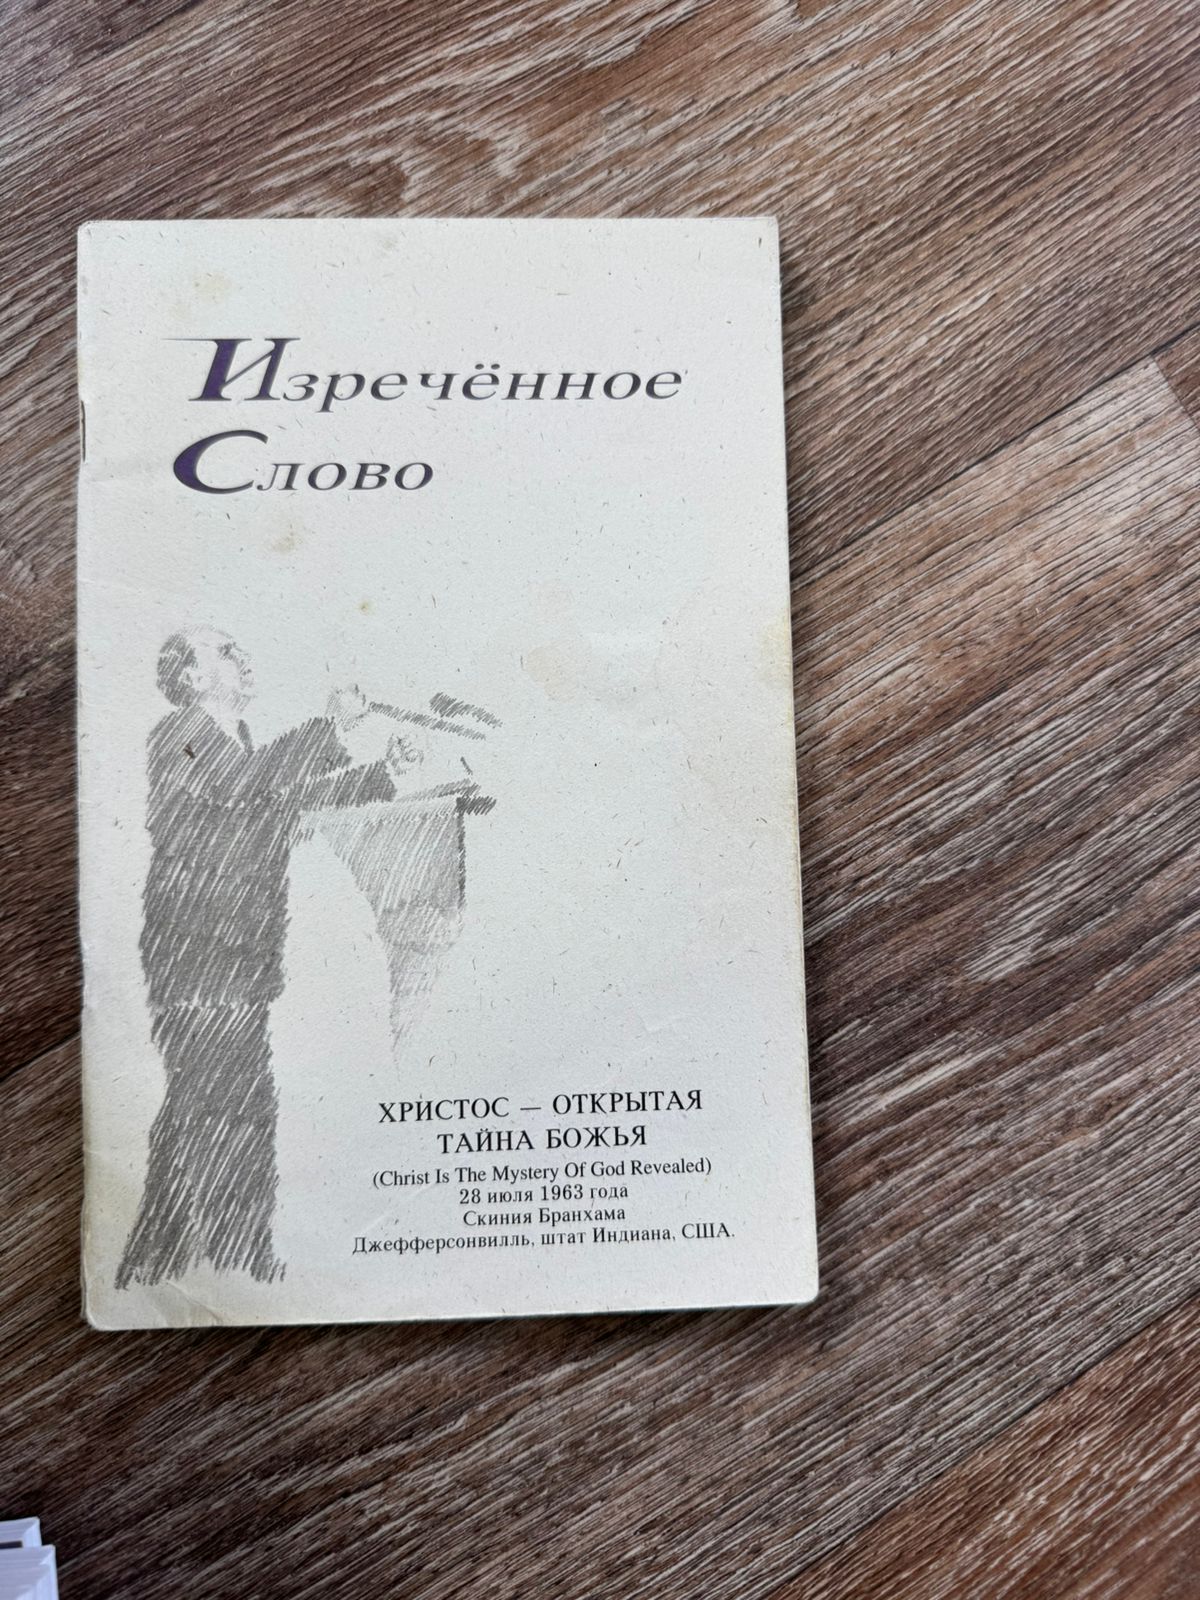 Изречённое
Слово
ХРИСТОС — ОТКРЫТАЯ
ТАЙНА БОЖЬЯ
(Christ Is The Mystery Of God Revealed)
28 июля 1963 года
Скиния Бранхама
Джефферсонвилль, штат Индиана, США.